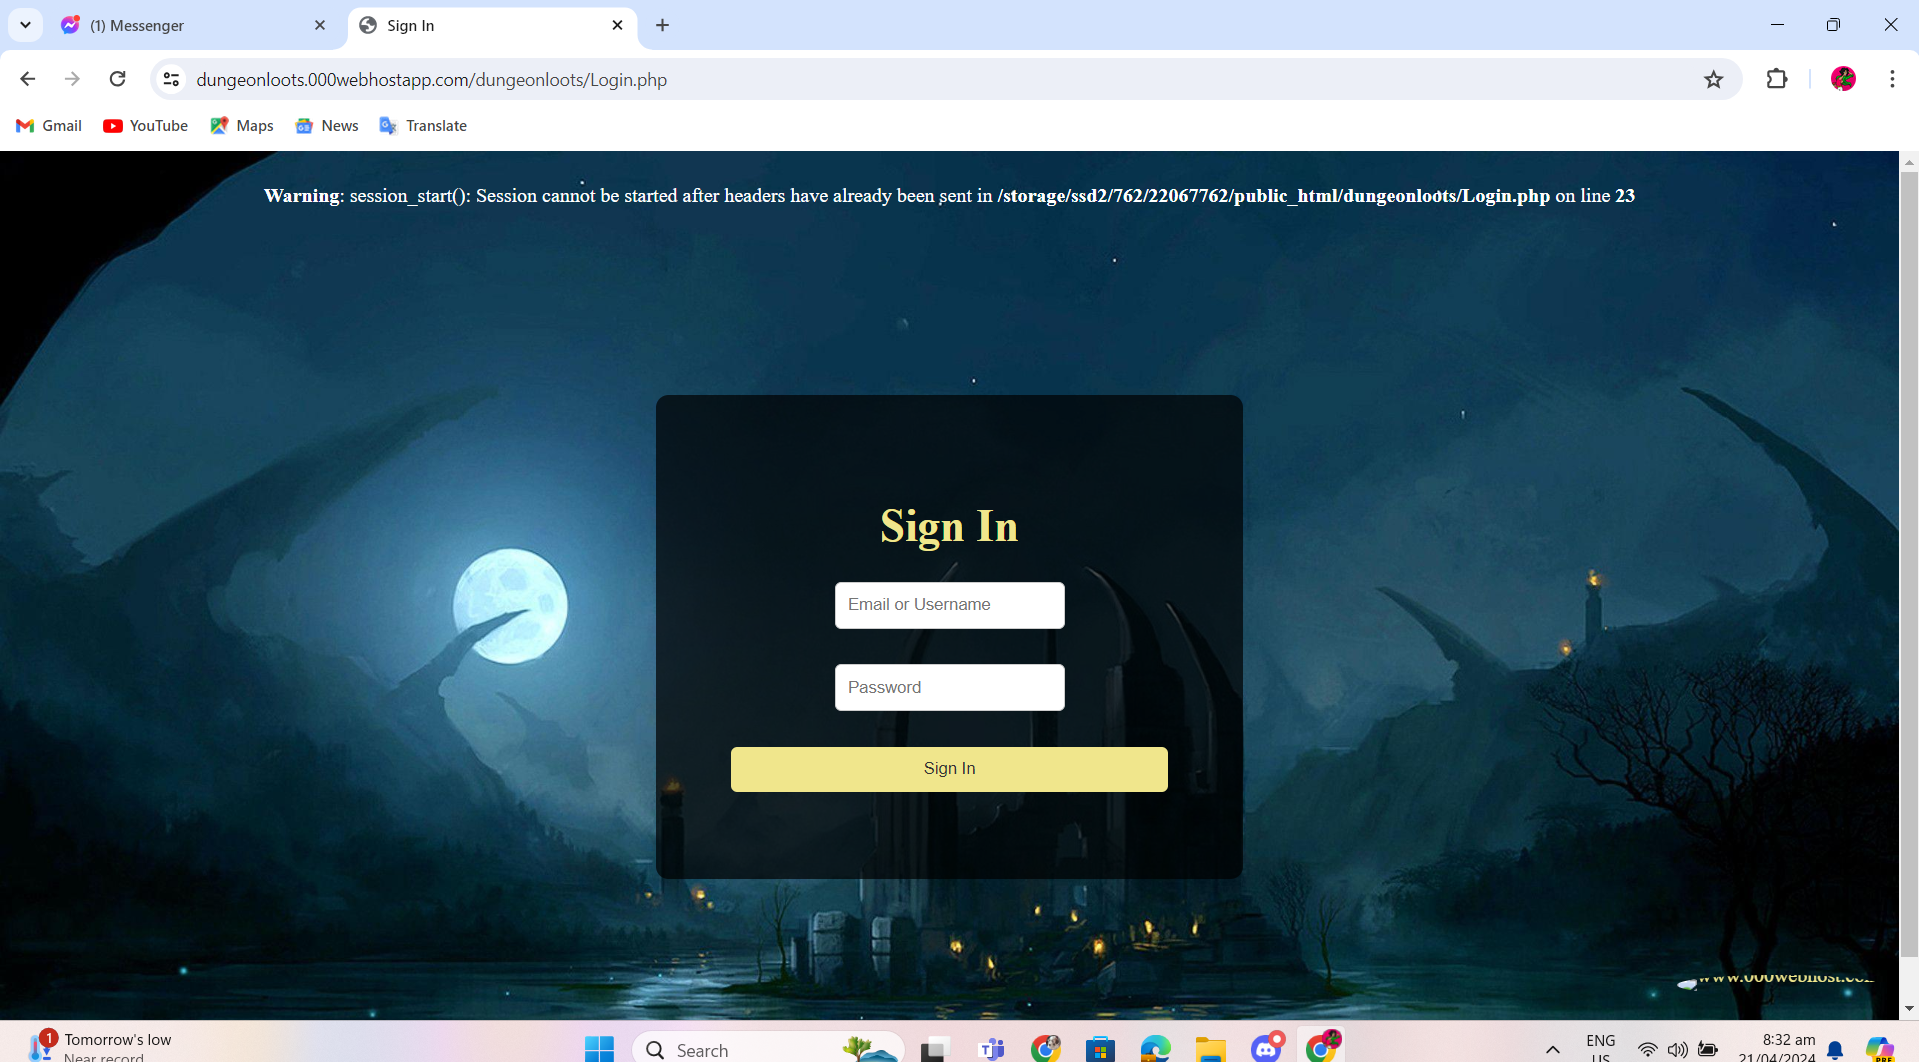 (1) Messenger
Sign In
dungeonloots.000webhostapp.com/dungeonloots/Login.php
Gmail
YouTube
Maps
News
Translate
Warning: session_start(): Session cannot be started after headers have already been sent in /storage/ssd2/762/22067762/public_html/dungeonloots/Login.php on line 23
Sign In
Email or Username
Password
Sign In
www.000webhost.com
1
Tomorrow's low
Near record
Search
ENG
US
8:32 am
21/04/2024
PRE